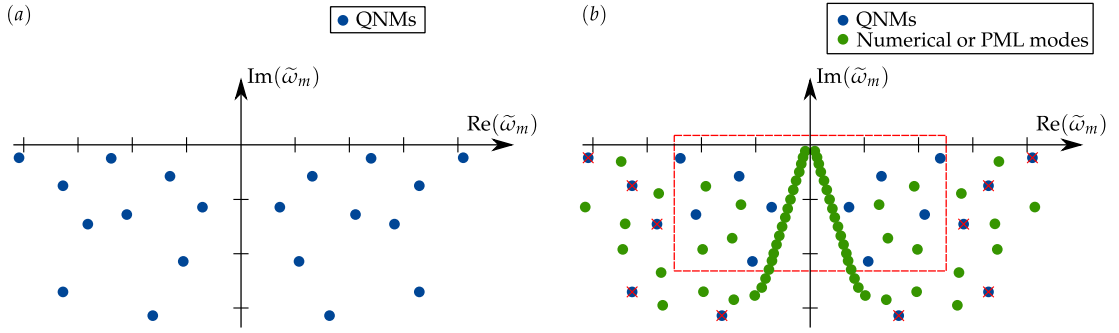 (a)
QNMs
Im(ω̃ₘ)
Re(ω̃ₘ)
(b)
QNMs
Numerical or PML modes
Im(ω̃ₘ)
Re(ω̃ₘ)